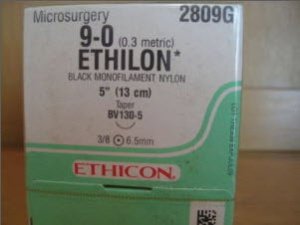 Microsurgery 2809G
9-0 (0.3 metric)
ETHILON*
BLACK MONOFILAMENT NYLON
5" (13 cm)
Taper
BV130-5
3/8 6.5mm
ETHICON